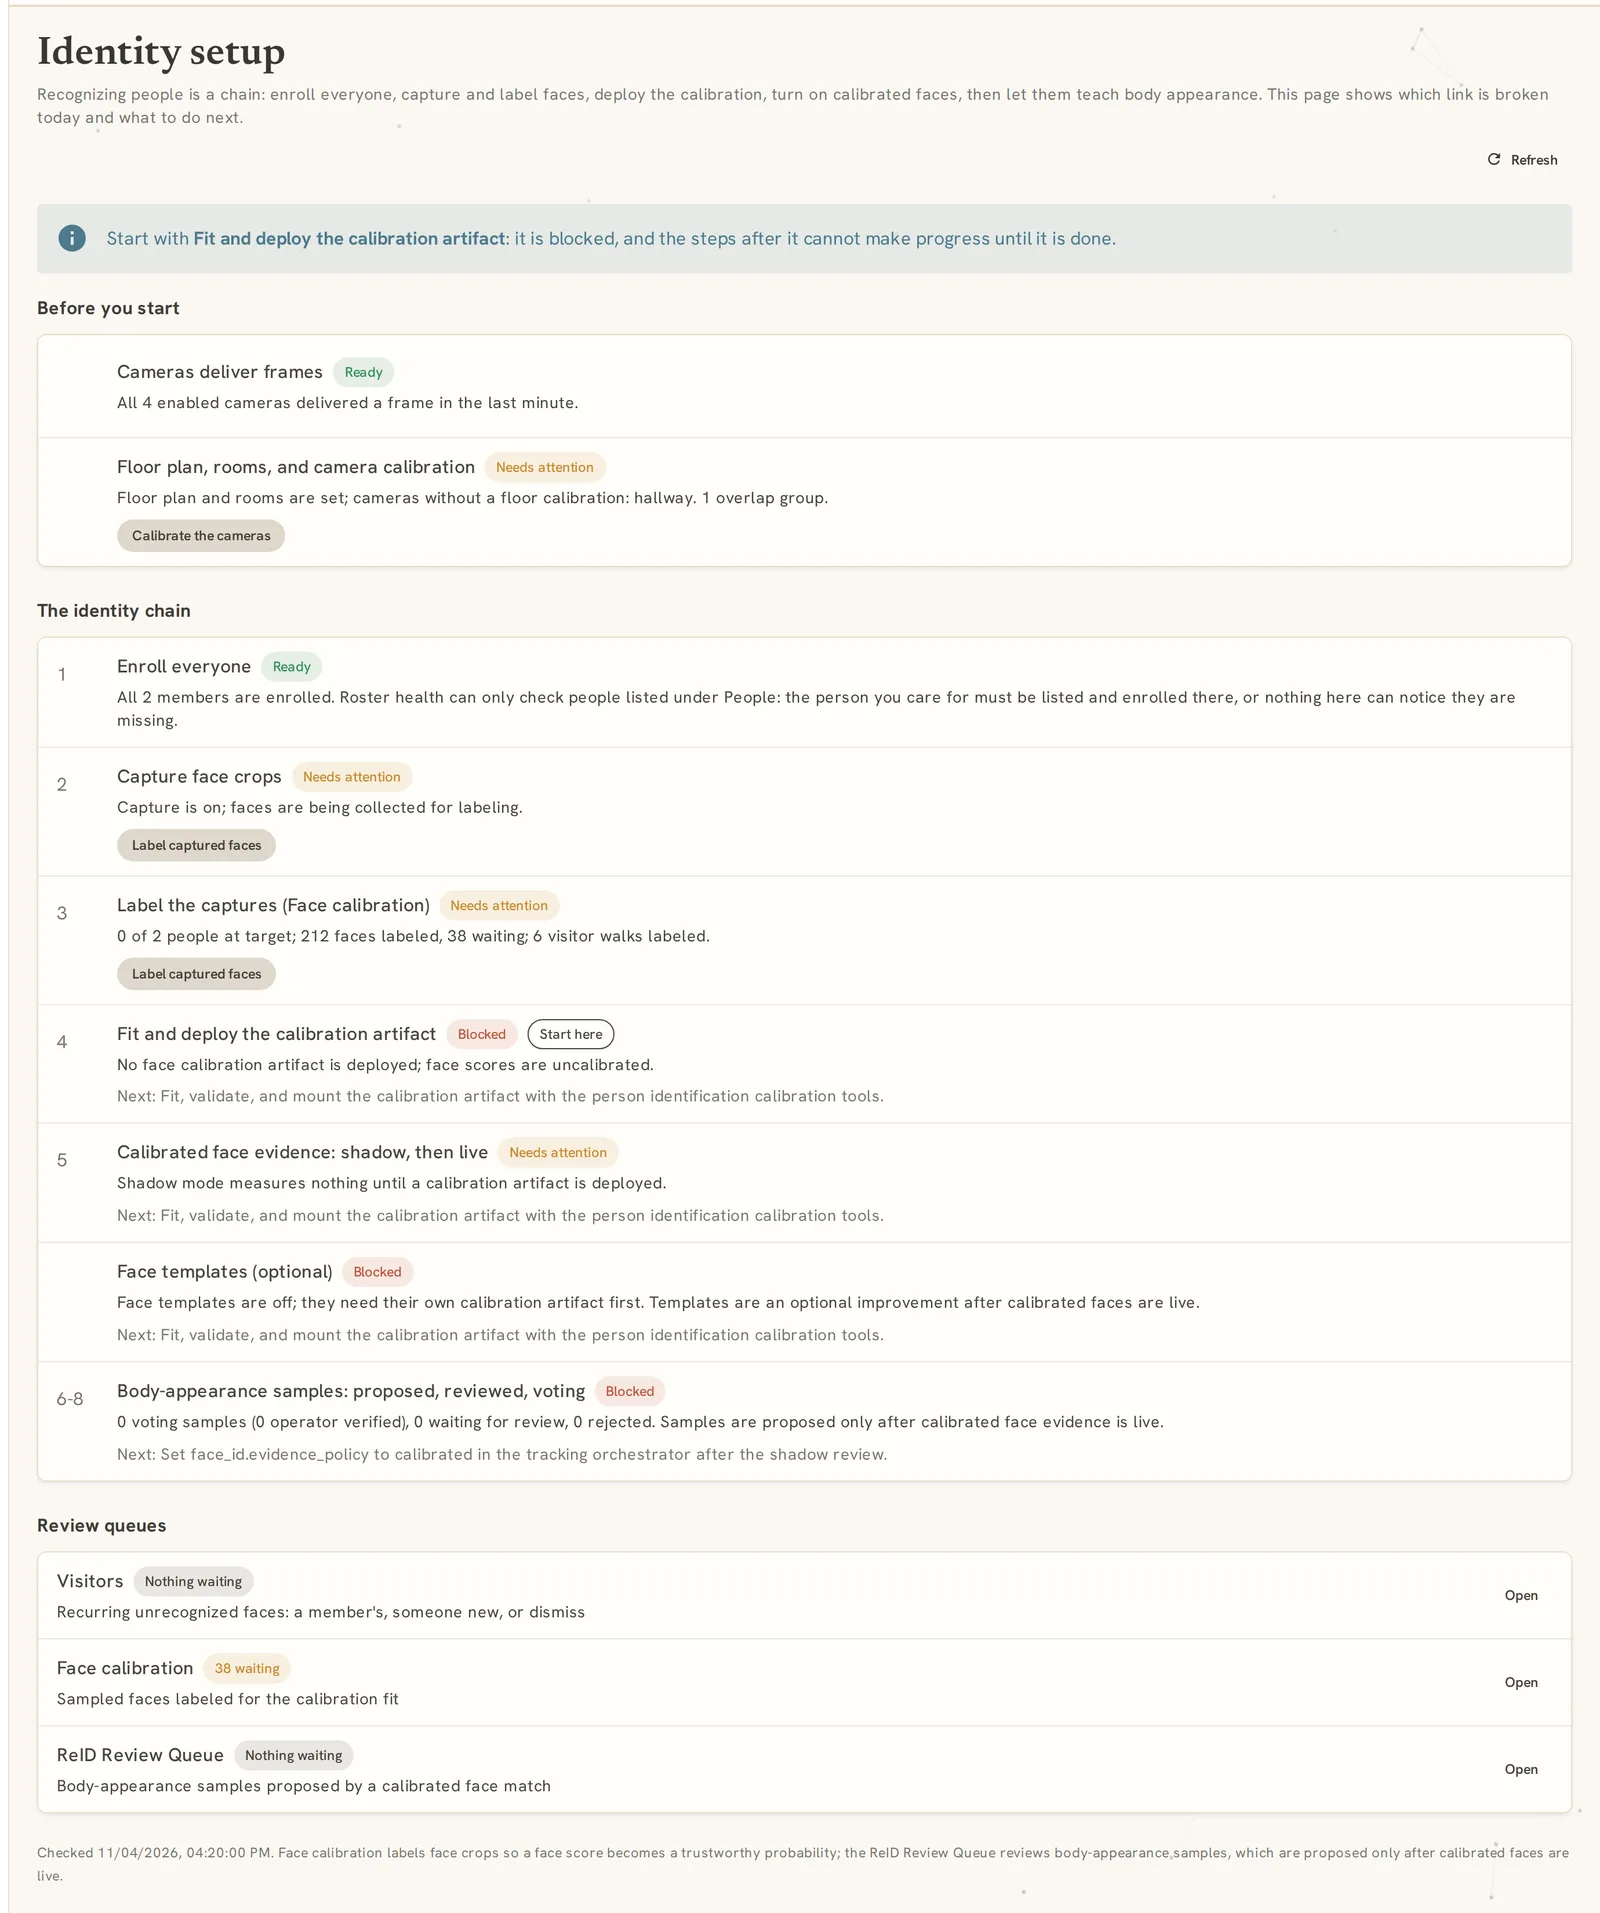 Identity setup
Recognizing people is a chain: enroll everyone, capture and label faces, deploy the calibration, turn on calibrated faces, then let them teach body appearance. This page shows which link is broken
today and what to do next.
Refresh
Start with Fit and deploy the calibration artifact: it is blocked, and the steps after it cannot make progress until it is done.
Before you start
Cameras deliver frames Ready
All 4 enabled cameras delivered a frame in the last minute.
Floor plan, rooms, and camera calibration Needs attention
Floor plan and rooms are set; cameras without a floor calibration: hallway. 1 overlap group.
Calibrate the cameras
The identity chain
1 Enroll everyone Ready
All 2 members are enrolled. Roster health can only check people listed under People: the person you care for must be listed and enrolled there, or nothing here can notice they are
missing.
2 Capture face crops Needs attention
Capture is on; faces are being collected for labeling.
Label captured faces
3 Label the captures (Face calibration) Needs attention
0 of 2 people at target; 212 faces labeled, 38 waiting; 6 visitor walks labeled.
Label captured faces
4 Fit and deploy the calibration artifact Blocked Start here
No face calibration artifact is deployed; face scores are uncalibrated.
Next: Fit, validate, and mount the calibration artifact with the person identification calibration tools.
5 Calibrated face evidence: shadow, then live Needs attention
Shadow mode measures nothing until a calibration artifact is deployed.
Next: Fit, validate, and mount the calibration artifact with the person identification calibration tools.
Face templates (optional) Blocked
Face templates are off; they need their own calibration artifact first. Templates are an optional improvement after calibrated faces are live.
Next: Fit, validate, and mount the calibration artifact with the person identification calibration tools.
6-8 Body-appearance samples: proposed, reviewed, voting Blocked
0 voting samples (0 operator verified), 0 waiting for review, 0 rejected. Samples are proposed only after calibrated face evidence is live.
Next: Set face_id.evidence_policy to calibrated in the tracking orchestrator after the shadow review.
Review queues
Visitors Nothing waiting
Recurring unrecognized faces: a member's, someone new, or dismiss
Open
Face calibration 38 waiting
Sampled faces labeled for the calibration fit
Open
ReID Review Queue Nothing waiting
Body-appearance samples proposed by a calibrated face match
Open
Checked 11/04/2026, 04:20:00 PM. Face calibration labels face crops so a face score becomes a trustworthy probability; the ReID Review Queue reviews body-appearance samples, which are proposed only after calibrated faces are
live.